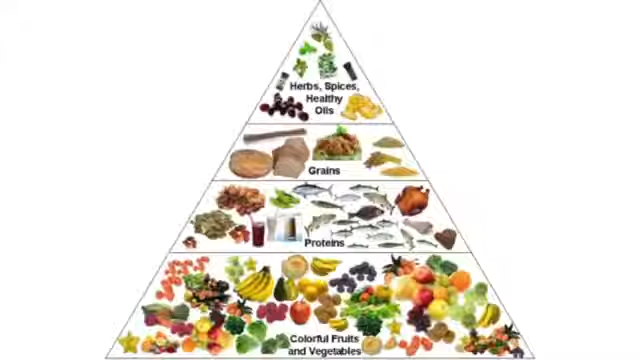 Herbs, Spices,
Healthy
Oils
Grains
Proteins
Colorful Fruits
and Vegetables